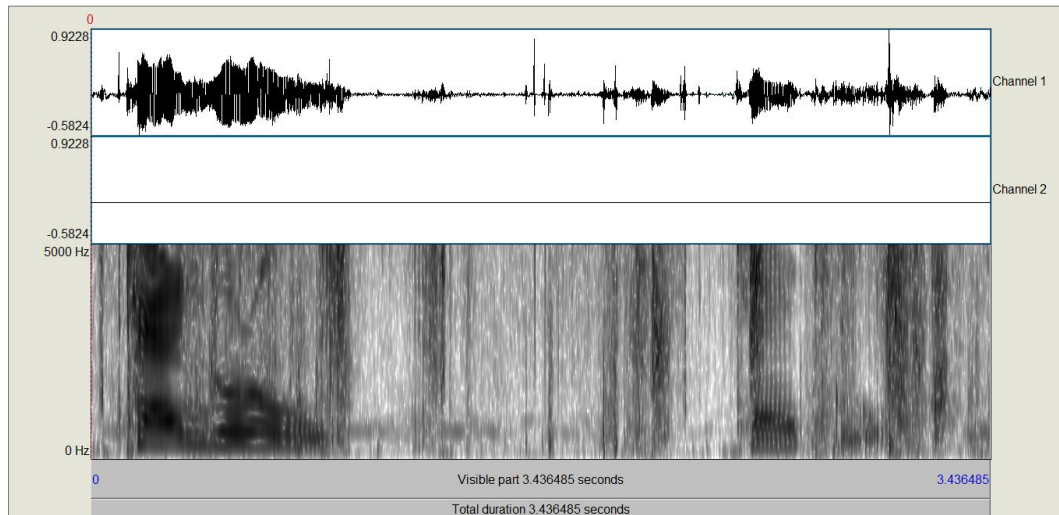 0
0.9228
Channel 1
-0.5824
0.9228
Channel 2
-0.5824
5000 Hz
0 Hz
0 Visible part 3.436485 seconds 3.436485
Total duration 3.436485 seconds